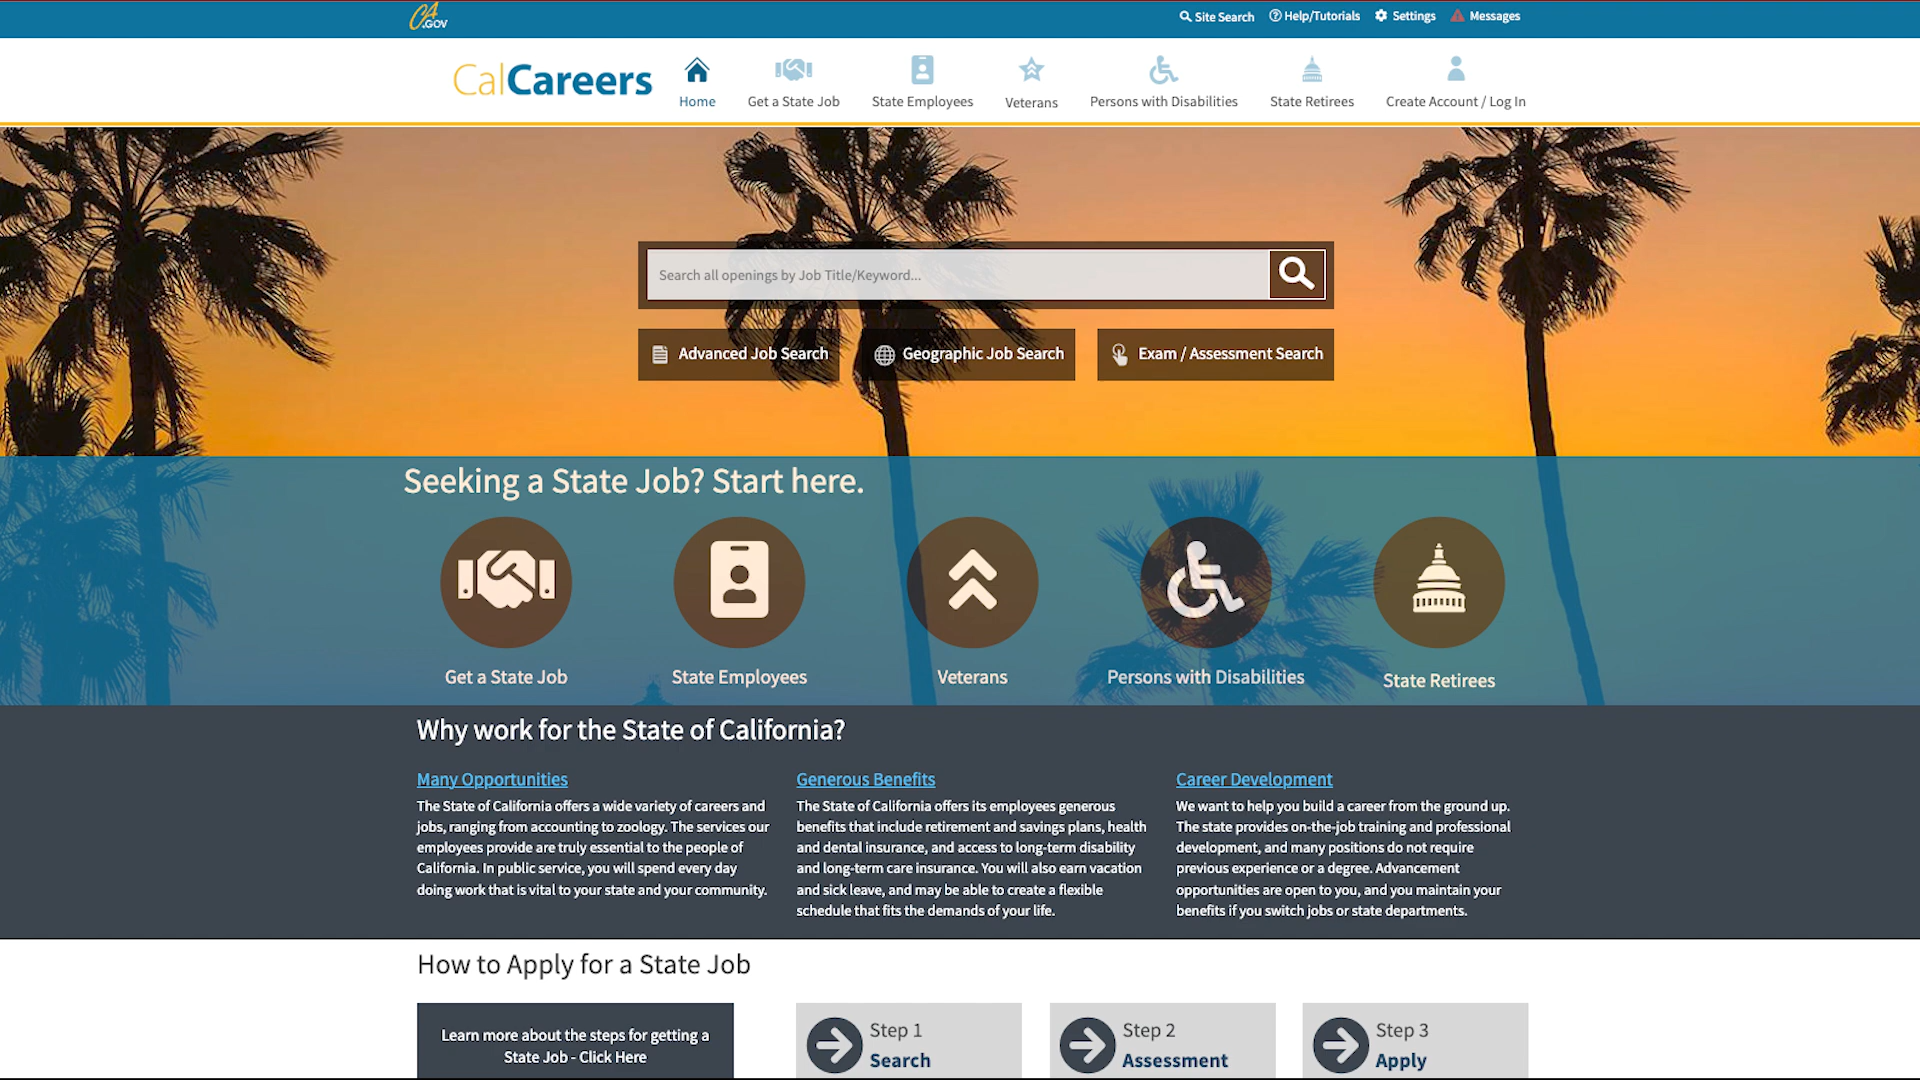 CA.GOV
Site Search
Help/Tutorials
Settings
Messages
CalCareers
Home
Get a State Job
State Employees
Veterans
Persons with Disabilities
State Retirees
Create Account / Log In
Search all openings by Job Title/Keyword...
Advanced Job Search
Geographic Job Search
Exam / Assessment Search
Seeking a State Job? Start here.
Get a State Job
State Employees
Veterans
Persons with Disabilities
State Retirees
Why work for the State of California?
Many Opportunities
The State of California offers a wide variety of careers and
jobs, ranging from accounting to zoology. The services our
employees provide are truly essential to the people of
California. In public service, you will spend every day
doing work that is vital to your state and your community.
Generous Benefits
The State of California offers its employees generous
benefits that include retirement and savings plans, health
and dental insurance, and access to long-term disability
and long-term care insurance. You will also earn vacation
and sick leave, and may be able to create a flexible
schedule that fits the demands of your life.
Career Development
We want to help you build a career from the ground up.
The state provides on-the-job training and professional
development, and many positions do not require
previous experience or a degree. Advancement
opportunities are open to you, and you maintain your
benefits if you switch jobs or state departments.
How to Apply for a State Job
Learn more about the steps for getting a
State Job - Click Here
Step 1
Search
Step 2
Assessment
Step 3
Apply